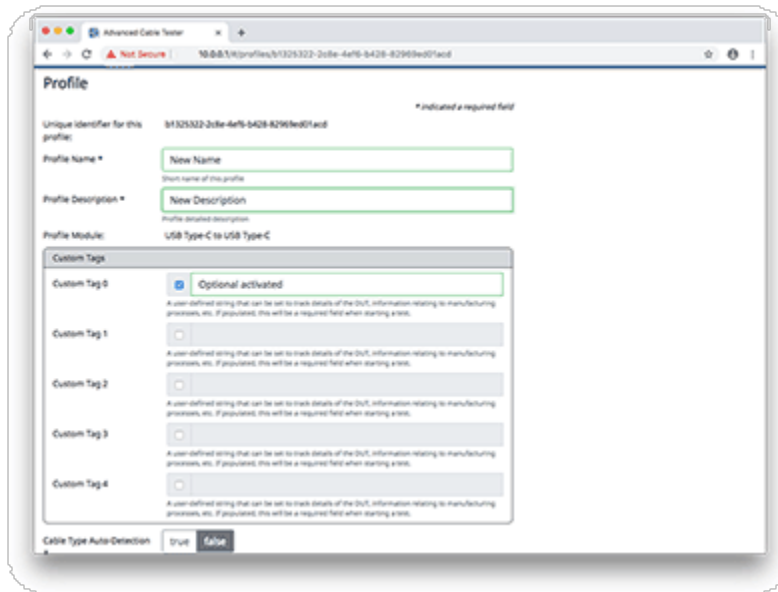 Advanced Cable Tester
Not Secure | 10.0.0.1/#/profiles/b1325322-2c8e-4ef6-b428-82969ed01acd
Profile
* indicated a required field
Unique identifier for this b1325322-2c8e-4ef6-b428-82969ed01acd
profile:
Profile Name * New Name
Short name of this profile
Profile Description * New Description
Profile detailed description
Profile Module: USB Type-C to USB Type-C
Custom Tags
Custom Tag 0 Optional activated
A user-defined string that can be set to track details of the DUT, information relating to manufacturing
processes, etc. If populated, this will be a required field when starting a test.
Custom Tag 1
A user-defined string that can be set to track details of the DUT, information relating to manufacturing
processes, etc. If populated, this will be a required field when starting a test.
Custom Tag 2
A user-defined string that can be set to track details of the DUT, information relating to manufacturing
processes, etc. If populated, this will be a required field when starting a test.
Custom Tag 3
A user-defined string that can be set to track details of the DUT, information relating to manufacturing
processes, etc. If populated, this will be a required field when starting a test.
Custom Tag 4
A user-defined string that can be set to track details of the DUT, information relating to manufacturing
processes, etc. If populated, this will be a required field when starting a test.
Cable Type Auto-Detection true false